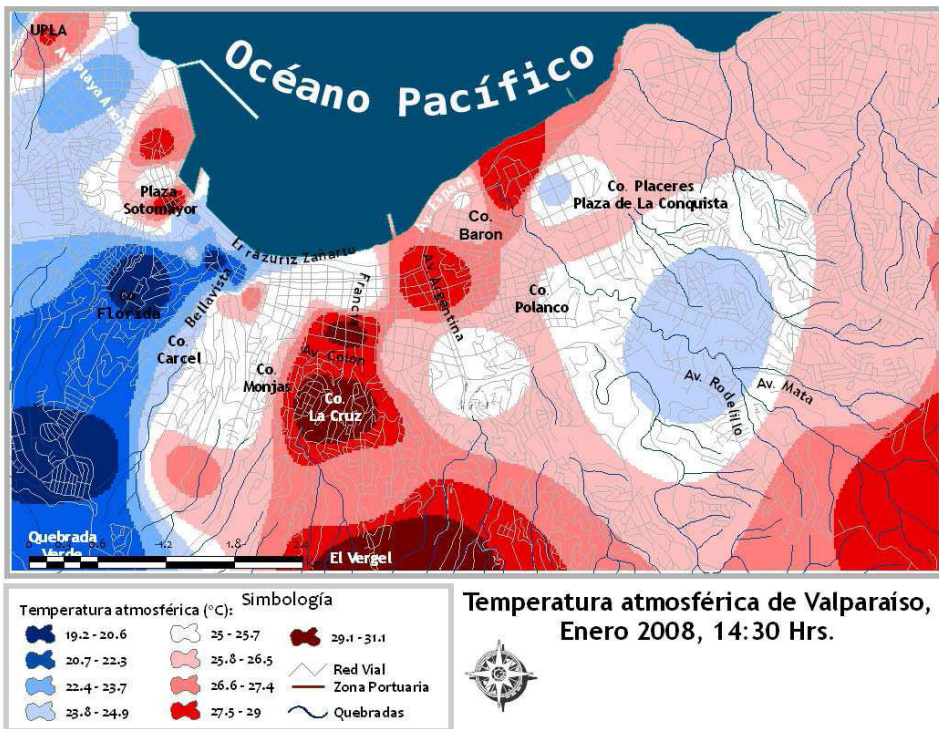 UPLA
Av. Playa Ancha
Océano Pacífico
Plaza
Sotomayor
Av. España
Co.
Baron
Co. Placeres
Plaza de La Conquista
Errazuriz Zañartu
Bellavista
Co.
Florida
Francia
Av. Argentina
Co.
Polanco
Co.
Carcel
Co.
Monjas
Av. Colon
Co.
La Cruz
Av. Rodelillo
Av. Mata
Quebrada
Verde
1.8
El Vergel
Simbología
Temperatura atmosférica (°C):
19.2 - 20.6
20.7 - 22.3
22.4 - 23.7
23.8 - 24.9
25 - 25.7
25.8 - 26.5
26.6 - 27.4
27.5 - 29
29.1 - 31.1
Red Vial
Zona Portuaria
Quebradas
Temperatura atmosférica de Valparaíso,
Enero 2008, 14:30 Hrs.